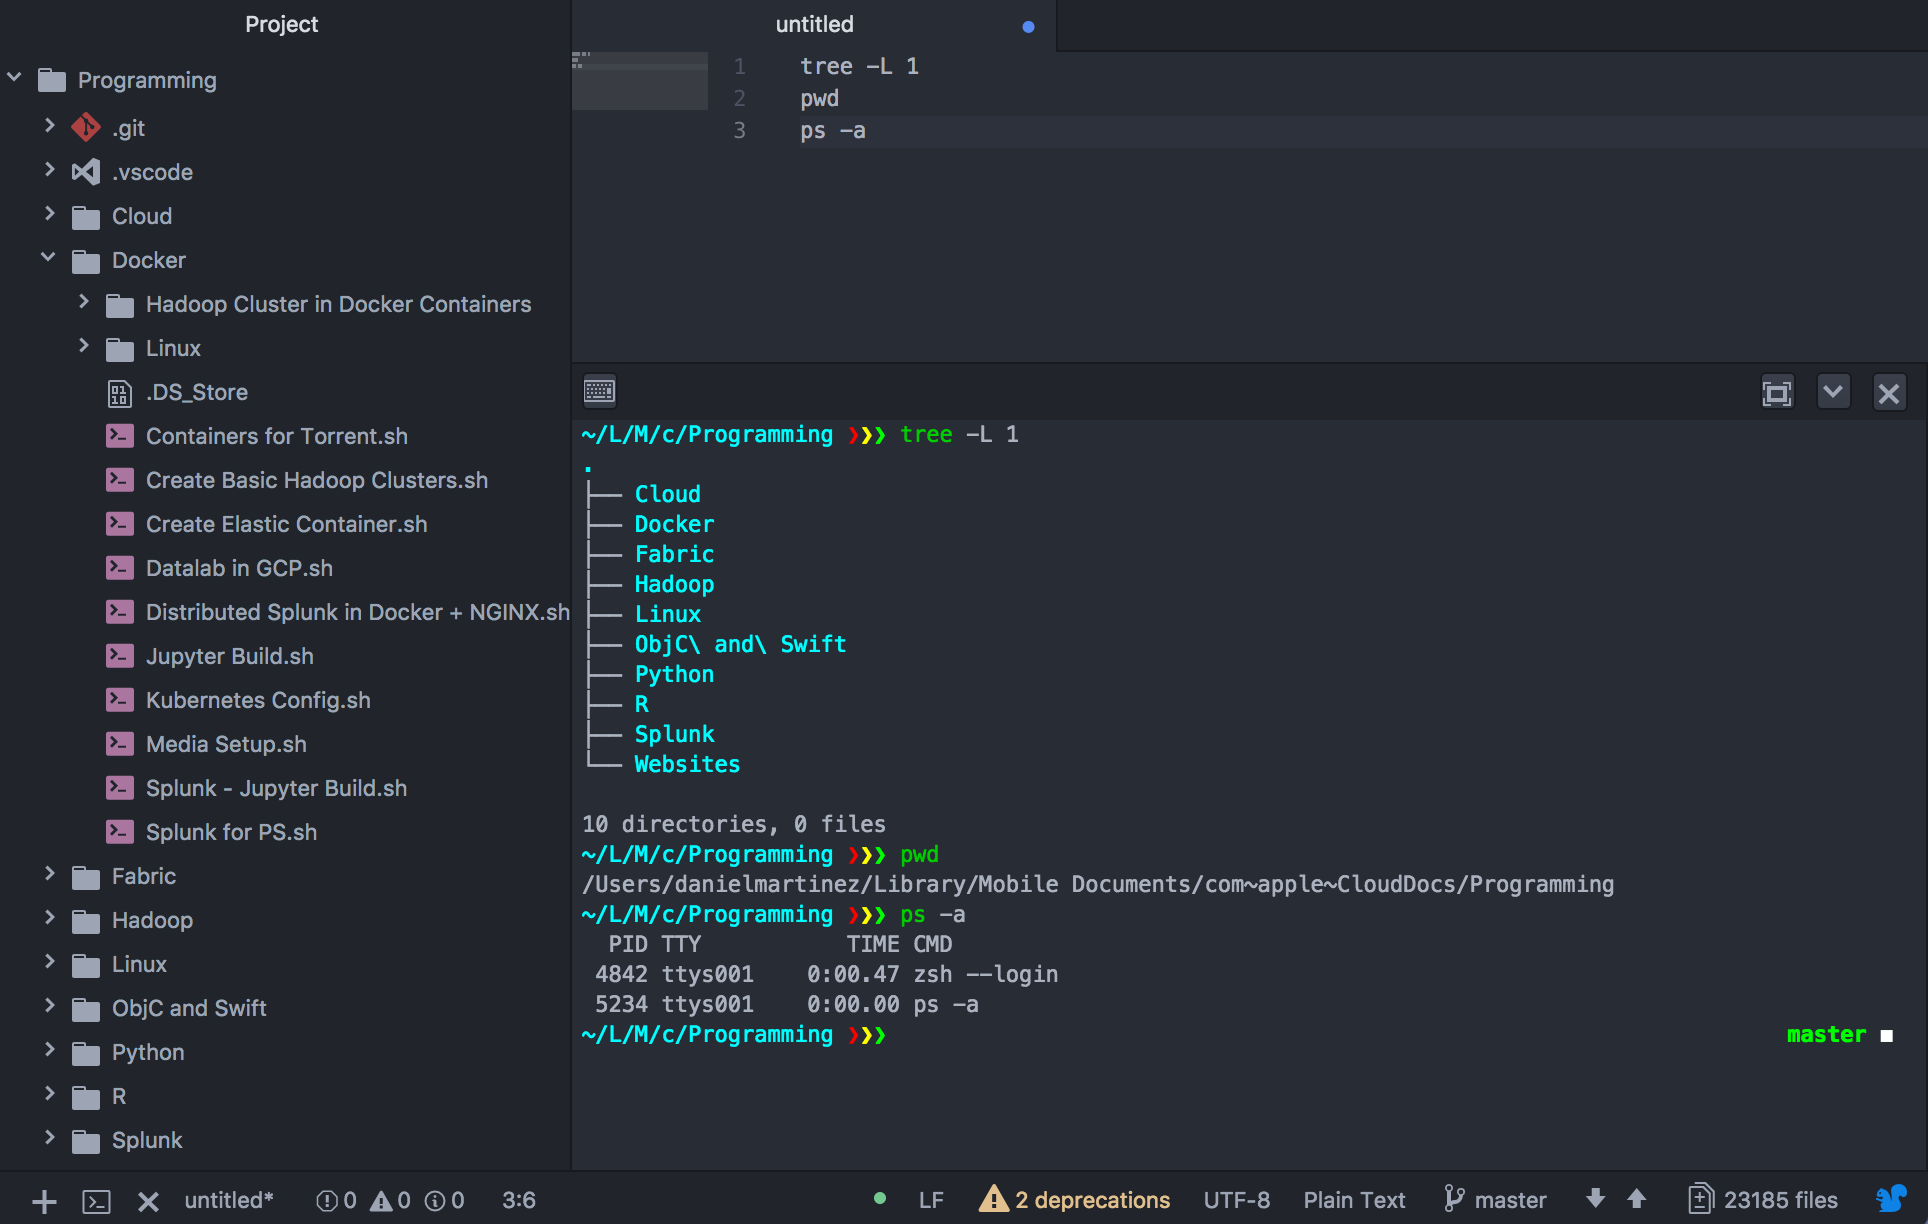 Project
Programming
.git
.vscode
Cloud
Docker
Hadoop Cluster in Docker Containers
Linux
.DS_Store
Containers for Torrent.sh
Create Basic Hadoop Clusters.sh
Create Elastic Container.sh
Datalab in GCP.sh
Distributed Splunk in Docker + NGINX.sh
Jupyter Build.sh
Kubernetes Config.sh
Media Setup.sh
Splunk - Jupyter Build.sh
Splunk for PS.sh
Fabric
Hadoop
Linux
ObjC and Swift
Python
R
Splunk
untitled
1 tree -L 1
2 pwd
3 ps -a
~/L/M/c/Programming ❯❯❯ tree -L 1
.
├── Cloud
├── Docker
├── Fabric
├── Hadoop
├── Linux
├── ObjC\ and\ Swift
├── Python
├── R
├── Splunk
└── Websites
10 directories, 0 files
~/L/M/c/Programming ❯❯❯ pwd
/Users/danielmartinez/Library/Mobile Documents/com~apple~CloudDocs/Programming
~/L/M/c/Programming ❯❯❯ ps -a
PID TTY TIME CMD
4842 ttys001 0:00.47 zsh --login
5234 ttys001 0:00.00 ps -a
~/L/M/c/Programming ❯❯❯ master
untitled* 0 0 0 3:6 LF 2 deprecations UTF-8 Plain Text master 23185 files